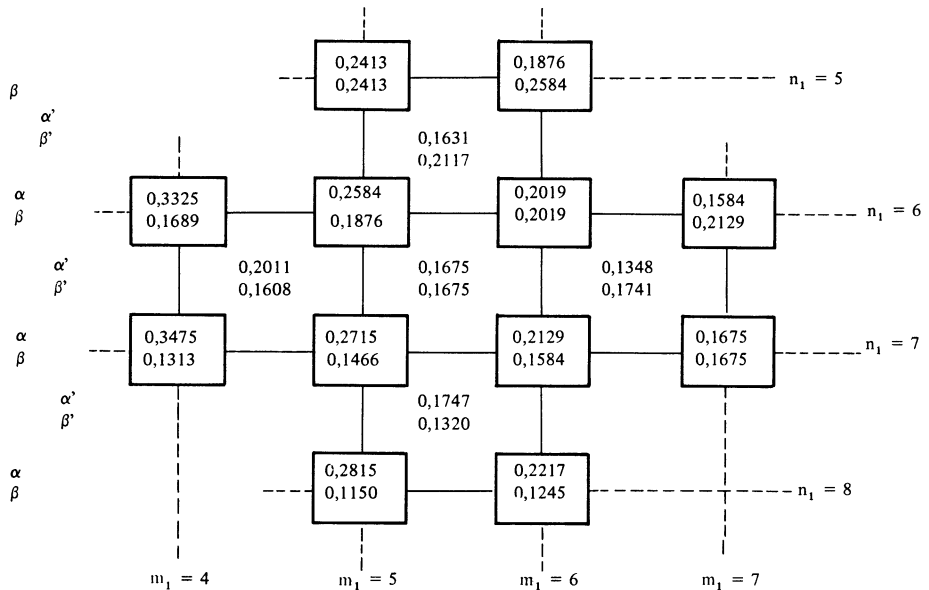 0,2413 0,1876
0,2413 0,2584 n₁ = 5
β
α'
β' 0,1631
0,2117
α 0,3325 0,2584 0,2019 0,1584
β 0,1689 0,1876 0,2019 0,2129 n₁ = 6
α' 0,2011 0,1675 0,1348
β' 0,1608 0,1675 0,1741
α 0,3475 0,2715 0,2129 0,1675 n₁ = 7
β 0,1313 0,1466 0,1584 0,1675
α' 0,1747
β' 0,1320
α 0,2815 0,2217
β 0,1150 0,1245 n₁ = 8
m₁ = 4 m₁ = 5 m₁ = 6 m₁ = 7